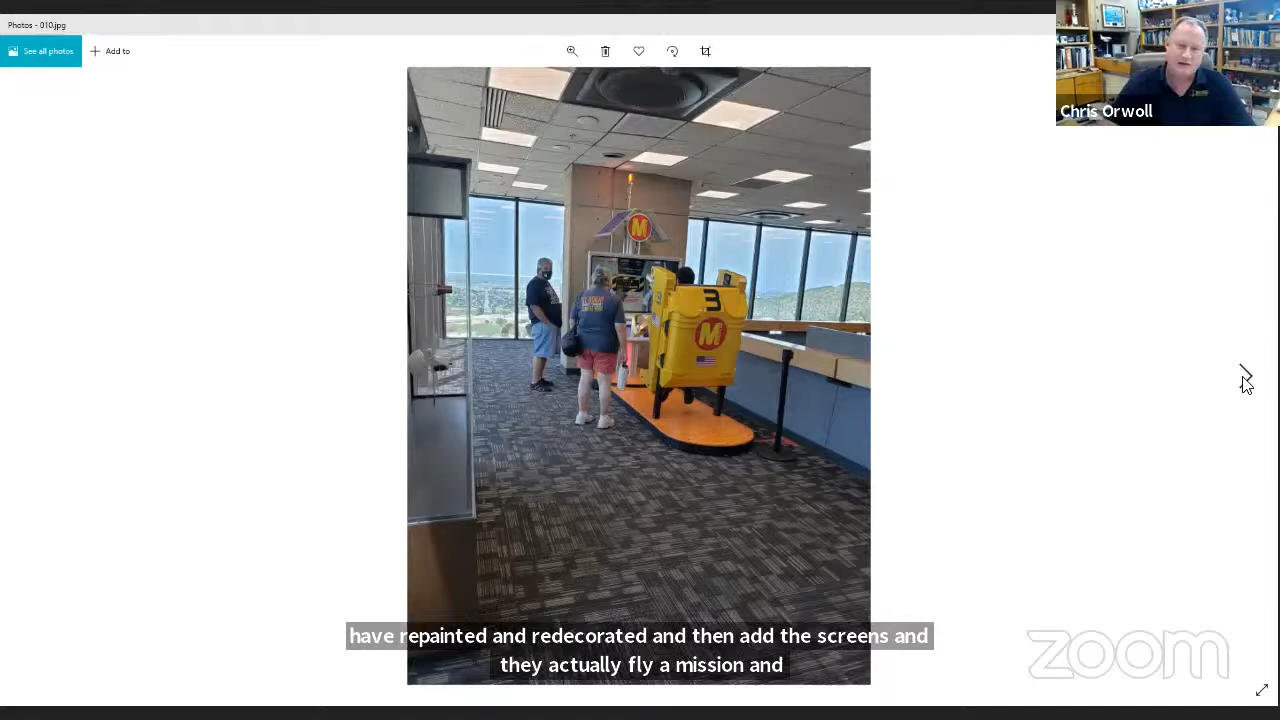 Photos - 010.jpg
See all photos
Add to
Chris Orwoll
M
3
M
have repainted and redecorated and then add the screens and
they actually fly a mission and
zoom